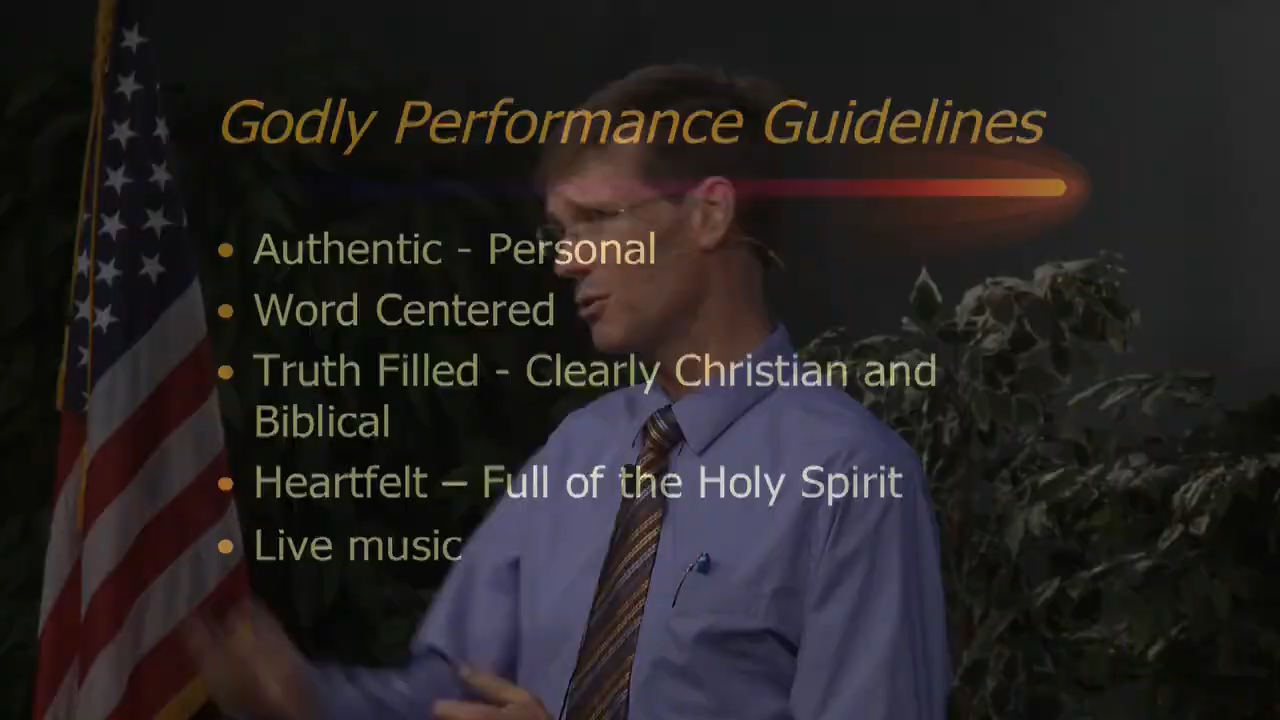 Godly Performance Guidelines
• Authentic - Personal
• Word Centered
• Truth Filled - Clearly Christian and
Biblical
• Heartfelt – Full of the Holy Spirit
• Live music